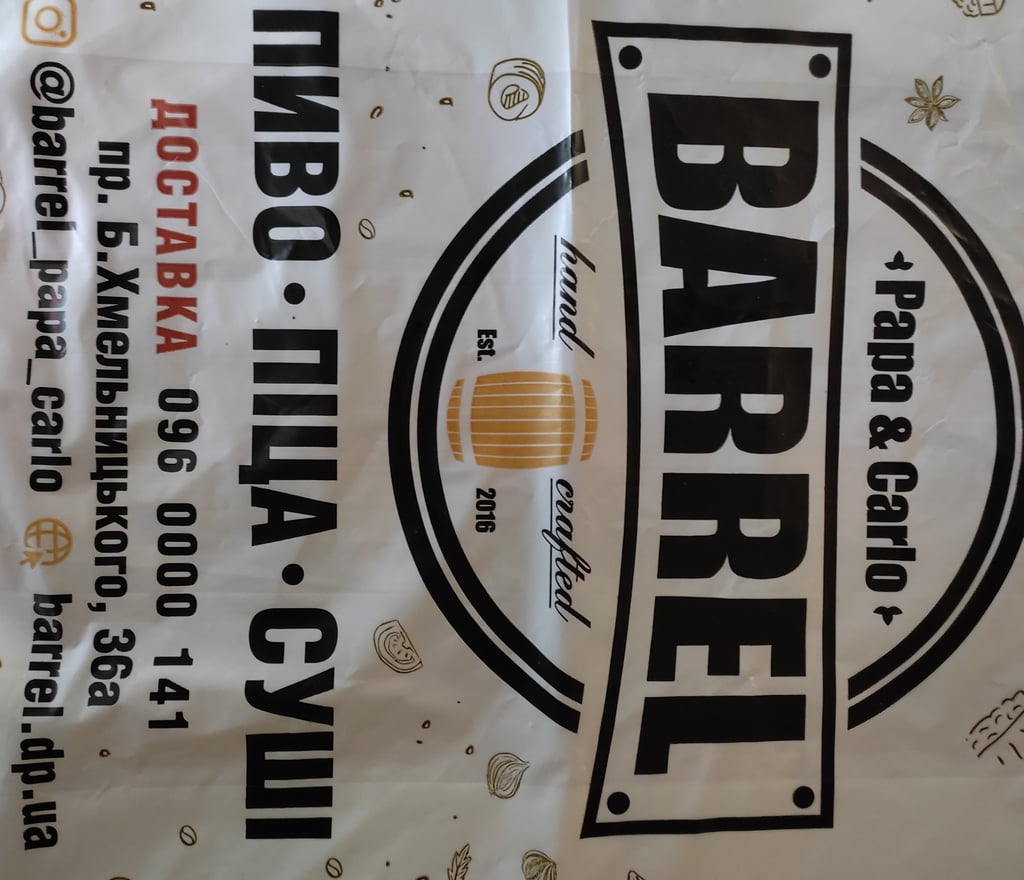 Papa & Carlo
BARREL
hand crafted
Est. 2016
ПИВО • ПІЦА • СУШІ
ДОСТАВКА 096 0000 141
пр. Б.Хмельницького, 36а
@barrel_papa_carlo barrel.dp.ua